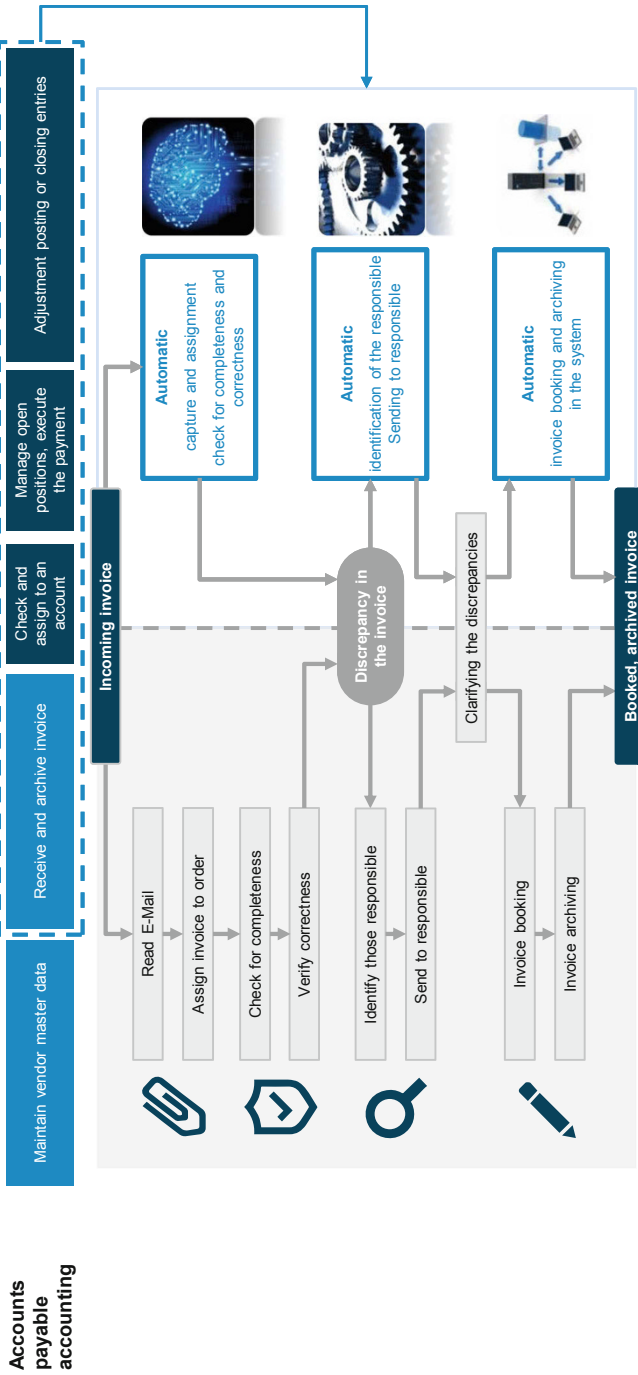 Accounts
payable
accounting
Maintain vendor master data
Receive and archive invoice
Check and
assign to an
account
Manage open
positions, execute
the payment
Adjustment posting or closing entries
Incoming invoice
Read E-Mail
Assign invoice to order
Check for completeness
Verify correctness
Automatic
capture and assignment
check for completeness and
correctness
Discrepancy in
the invoice
Identify those responsible
Send to responsible
Automatic
identification of the responsible
Sending to responsible
Clarifying the discrepancies
Invoice booking
Invoice archiving
Automatic
invoice booking and archiving
in the system
Booked, archived invoice